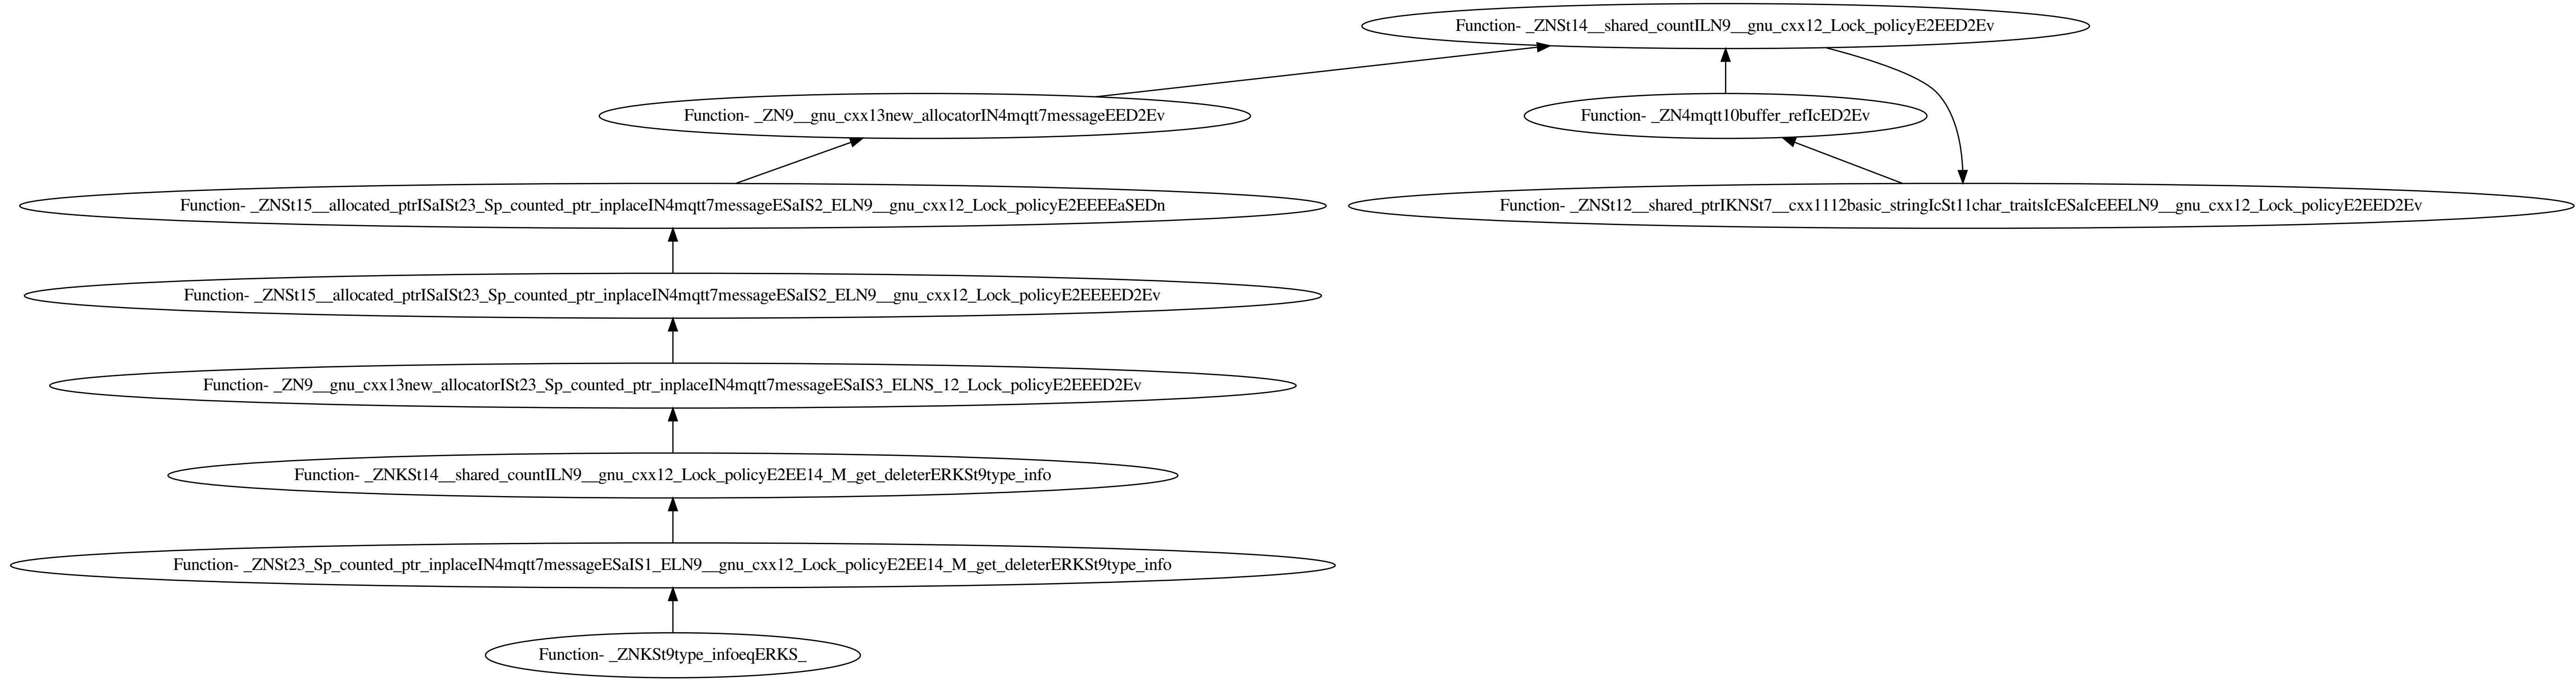 Function- _ZNSt14__shared_countILN9__gnu_cxx12_Lock_policyE2EED2Ev
Function- _ZN9__gnu_cxx13new_allocatorIN4mqtt7messageEED2Ev
Function- _ZN4mqtt10buffer_refIcED2Ev
Function- _ZNSt15__allocated_ptrISaISt23_Sp_counted_ptr_inplaceIN4mqtt7messageESaIS2_ELN9__gnu_cxx12_Lock_policyE2EEEEaSEDn
Function- _ZNSt12__shared_ptrIKNSt7__cxx1112basic_stringIcSt11char_traitsIcESaIcEEELN9__gnu_cxx12_Lock_policyE2EED2Ev
Function- _ZNSt15__allocated_ptrISaISt23_Sp_counted_ptr_inplaceIN4mqtt7messageESaIS2_ELN9__gnu_cxx12_Lock_policyE2EEEED2Ev
Function- _ZN9__gnu_cxx13new_allocatorISt23_Sp_counted_ptr_inplaceIN4mqtt7messageESaIS3_ELNS_12_Lock_policyE2EEED2Ev
Function- _ZNKSt14__shared_countILN9__gnu_cxx12_Lock_policyE2EE14_M_get_deleterERKSt9type_info
Function- _ZNSt23_Sp_counted_ptr_inplaceIN4mqtt7messageESaIS1_ELN9__gnu_cxx12_Lock_policyE2EE14_M_get_deleterERKSt9type_info
Function- _ZNKSt9type_infoeqERKS_